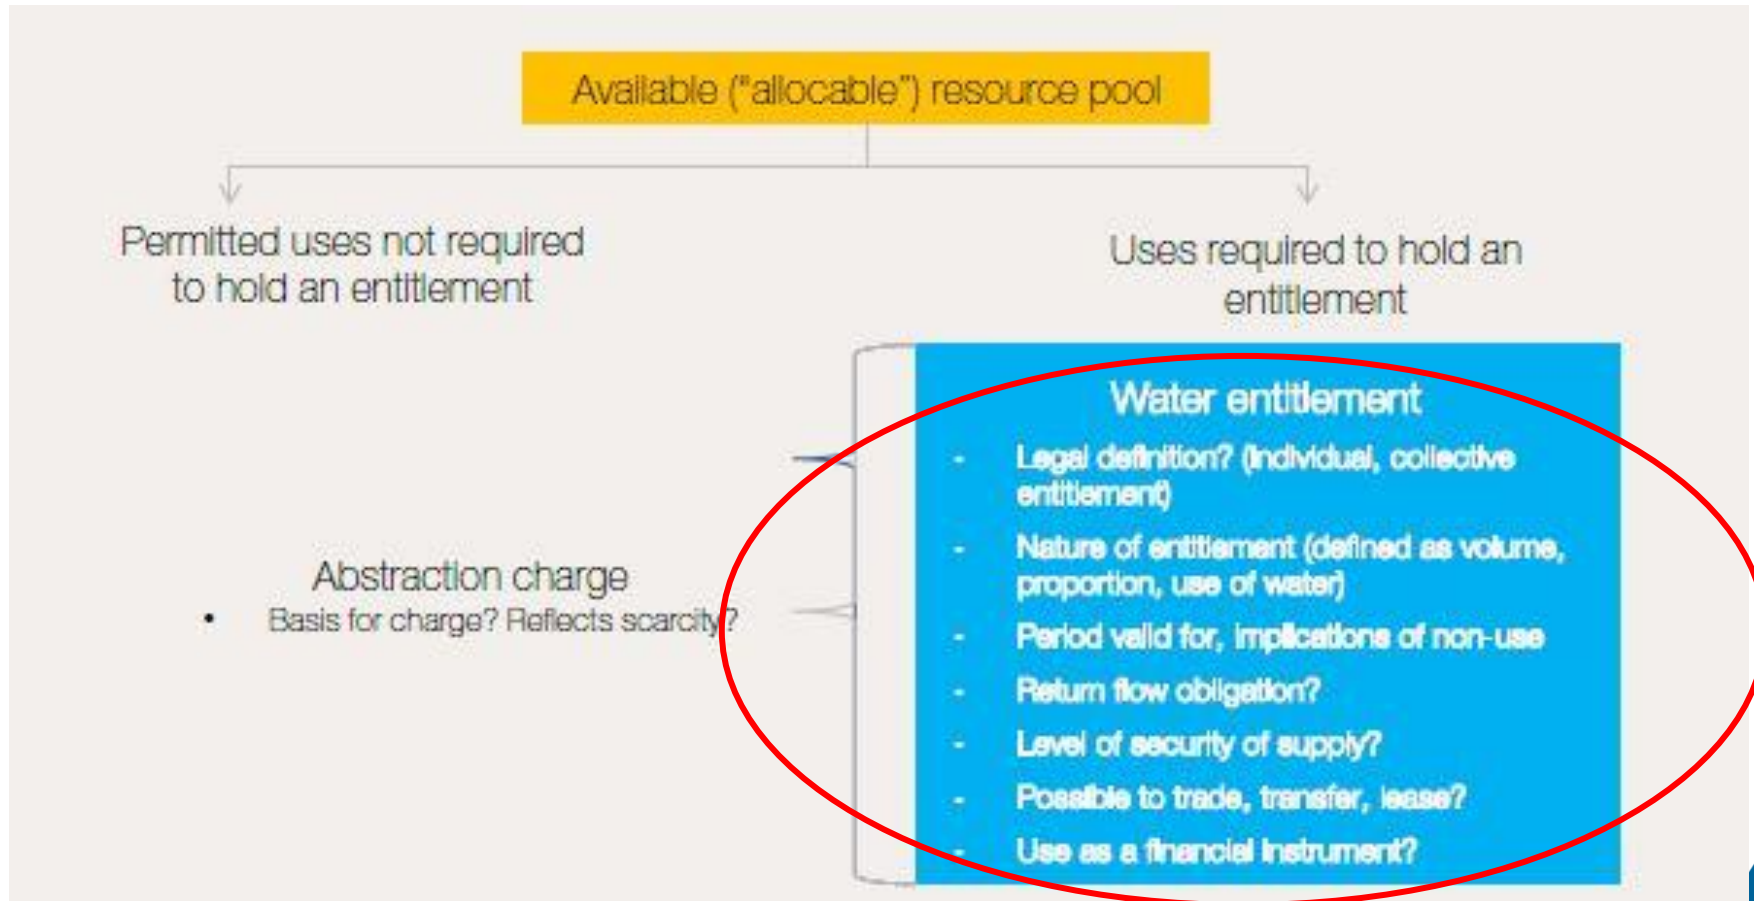 Available ("allocable") resource pool
Permitted uses not required
to hold an entitlement
Uses required to hold an
entitlement
Water entitlement
- Legal definition? (individual, collective
entitlement)
- Nature of entitlement (defined as volume,
proportion, use of water)
- Period valid for, implications of non-use
- Return flow obligation?
- Level of security of supply?
- Possible to trade, transfer, lease?
- Use as a financial instrument?
Abstraction charge
• Basis for charge? Reflects scarcity?